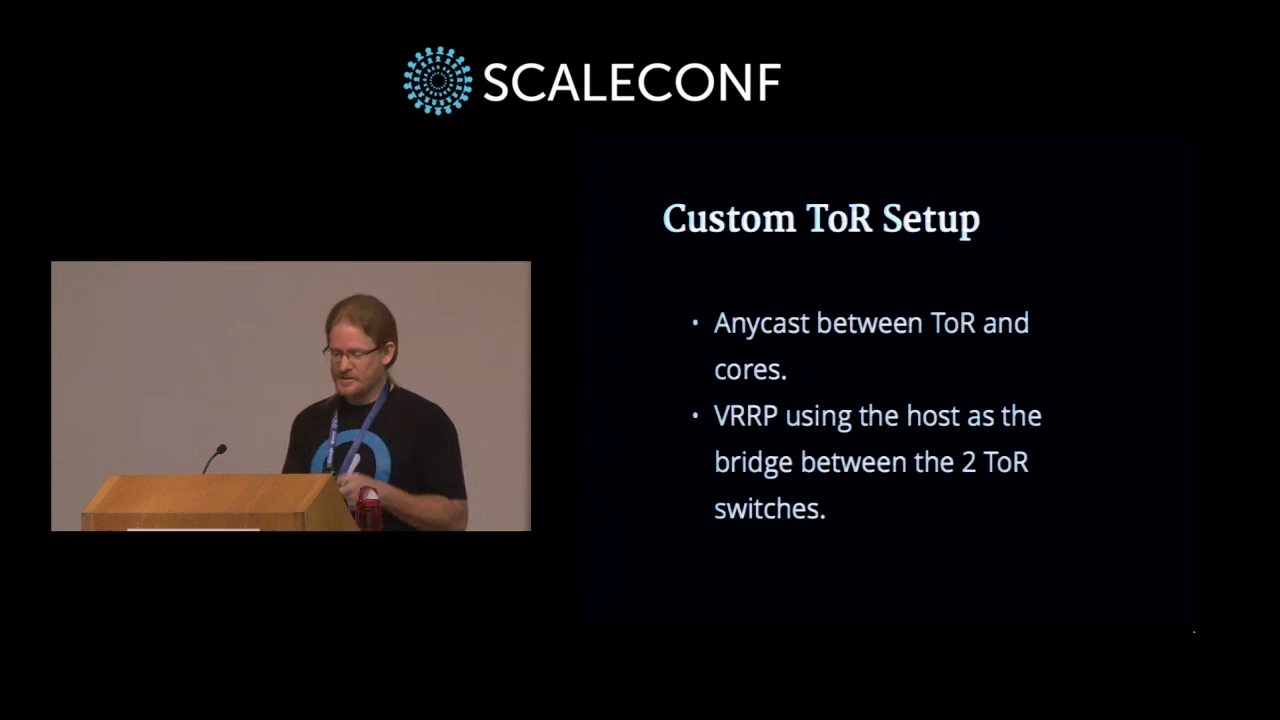 SCALECONF
Custom ToR Setup
• Anycast between ToR and
cores.
• VRRP using the host as the
bridge between the 2 ToR
switches.